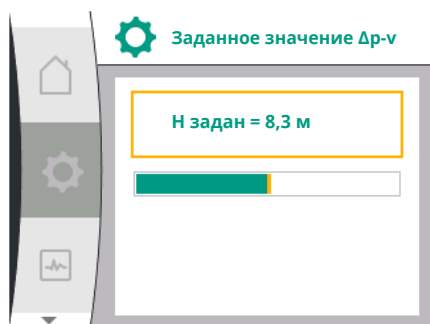 Заданное значение Δp-v
H задан = 8,3 м